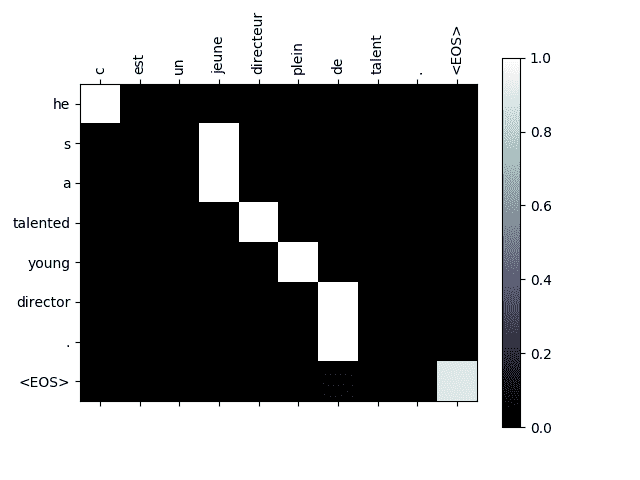 c est un jeune directeur plein de talent . <EOS>
he
s
a
talented
young
director
.
<EOS>
1.0
0.8
0.6
0.4
0.2
0.0